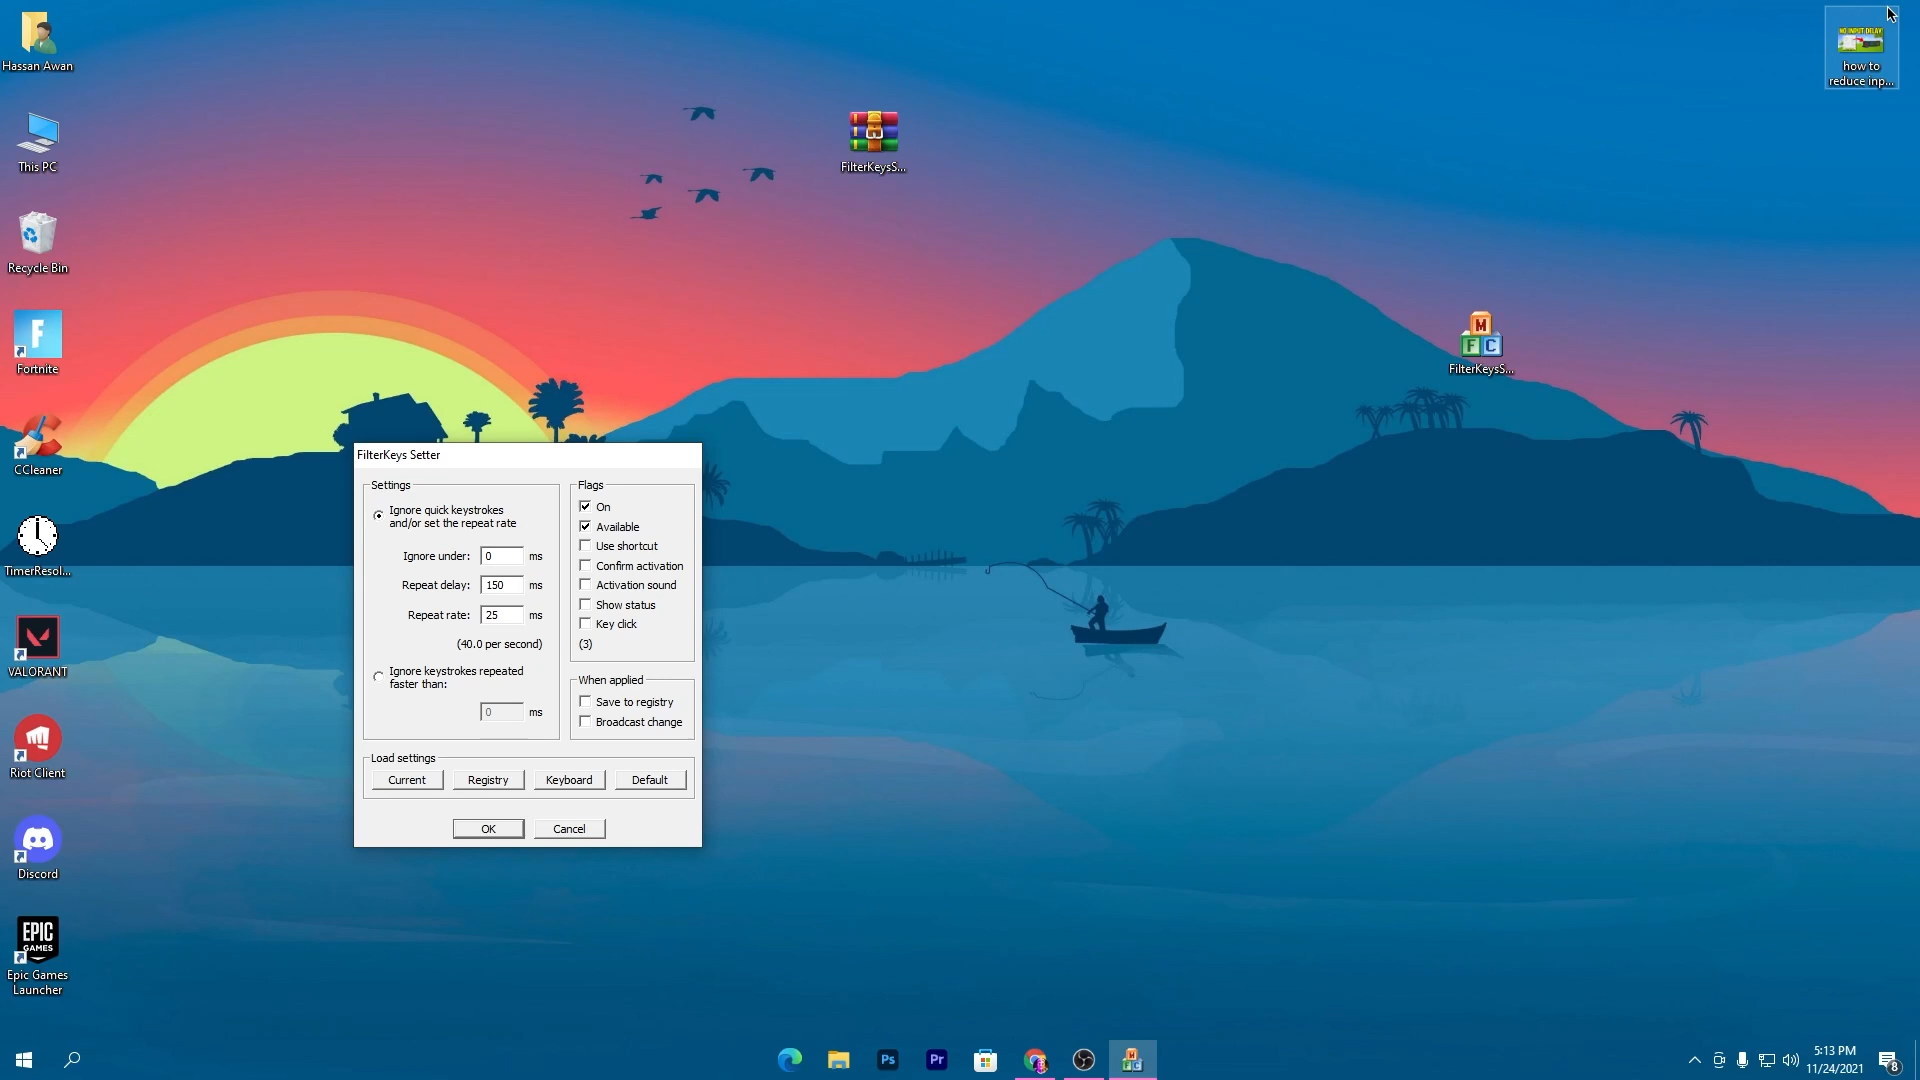 Hassan Awan
This PC
Recycle Bin
Fortnite
CCleaner
TimerResol...
VALORANT
Riot Client
Discord
EPIC
GAMES
Epic Games
Launcher
FilterKeysS...
NO INPUT DELAY!
how to
reduce inp...
M
F C
FilterKeysS...
FilterKeys Setter
Settings
Ignore quick keystrokes
and/or set the repeat rate
Ignore under: 0 ms
Repeat delay: 150 ms
Repeat rate: 25 ms
(40.0 per second)
Ignore keystrokes repeated
faster than:
0 ms
Flags
On
Available
Use shortcut
Confirm activation
Activation sound
Show status
Key click
(3)
When applied
Save to registry
Broadcast change
Load settings
Current Registry Keyboard Default
OK Cancel
Ps Pr
5:13 PM
11/24/2021
8